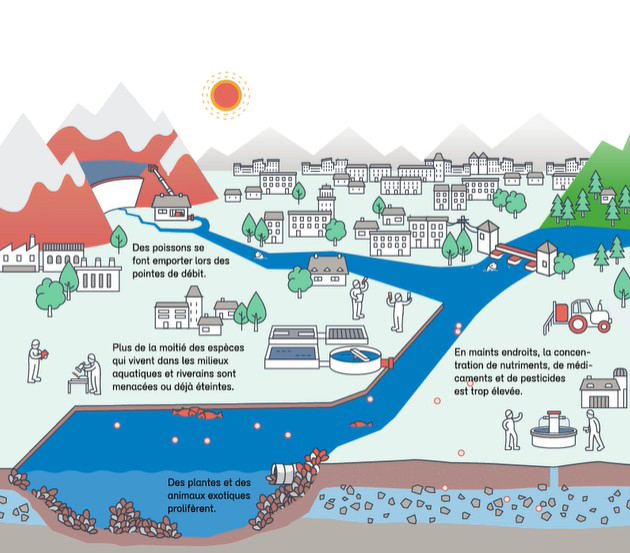 Des poissons se
font emporter lors des
pointes de débit.
Plus de la moitié des espèces
qui vivent dans les milieux
aquatiques et riverains sont
menacées ou déjà éteintes.
En maints endroits, la concen-
tration de nutriments, de médi-
caments et de pesticides
est trop élevée.
Des plantes et des
animaux exotiques
prolifèrent.